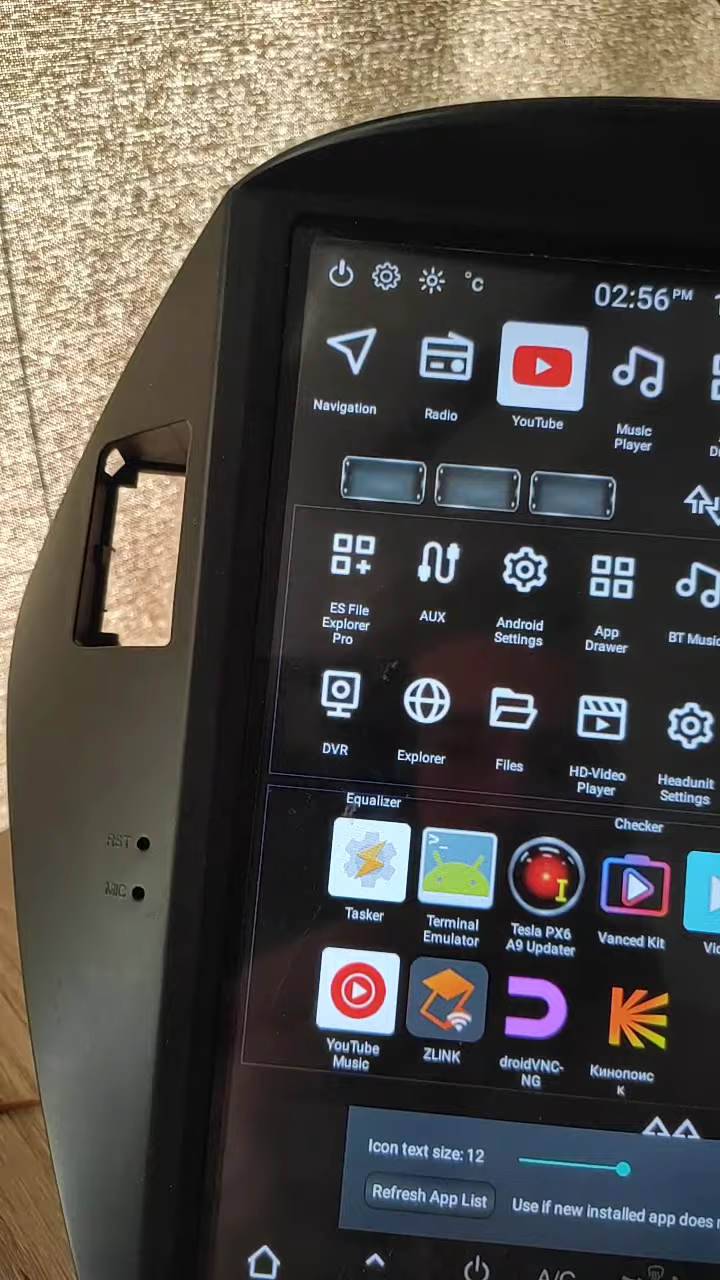 °c
02:56 PM
Navigation
Radio
YouTube
Music
Player
ES File
Explorer
Pro
AUX
Android
Settings
App
Drawer
BT Music
DVR
Explorer
Files
HD-Video
Player
Headunit
Settings
Equalizer
Checker
RST
MIC
Tasker
Terminal
Emulator
Tesla PX6
A9 Updater
Vanced Kit
YouTube
Music
ZLINK
droidVNC-
NG
Кинопоис
к
Icon text size: 12
Refresh App List
Use if new installed app does
A/C